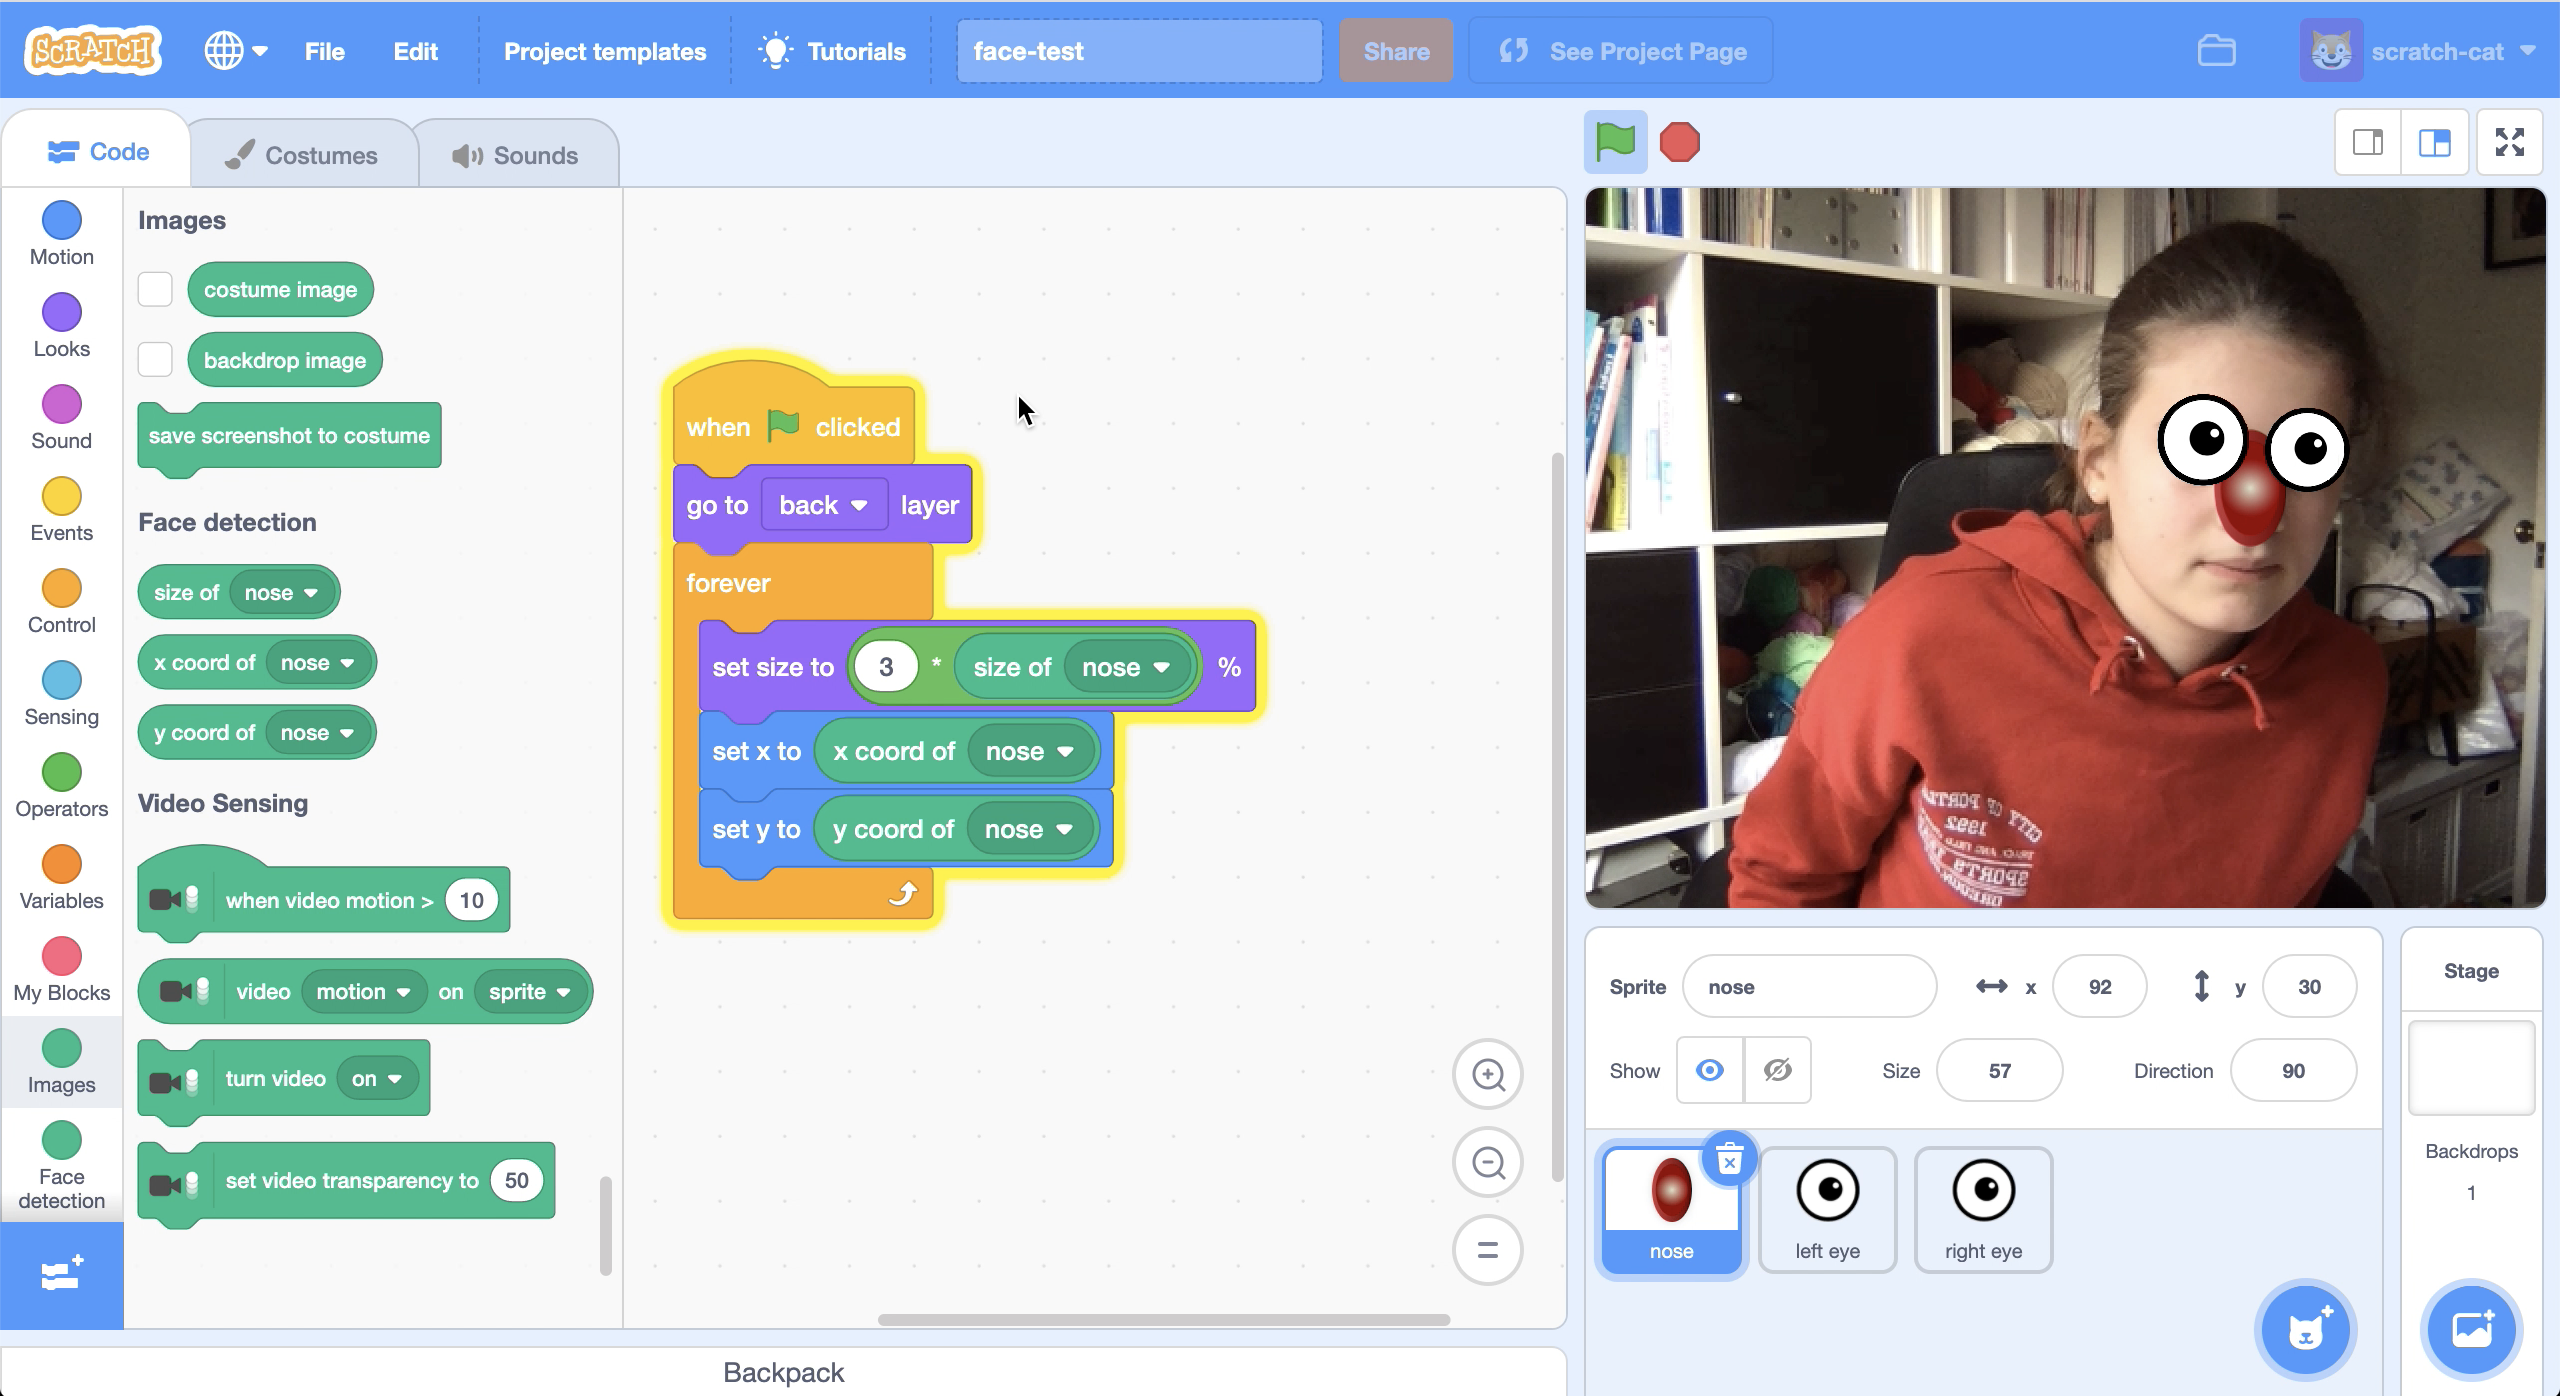 SCRATCH
File
Edit
Project templates
Tutorials
face-test
Share
See Project Page
scratch-cat
Code
Costumes
Sounds
Motion
Looks
Sound
Events
Control
Sensing
Operators
Variables
My Blocks
Images
Face
detection
Images
costume image
backdrop image
save screenshot to costume
Face detection
size of nose
x coord of nose
y coord of nose
Video Sensing
when video motion > 10
video motion on sprite
turn video on
set video transparency to 50
when clicked
go to back layer
forever
set size to 3 * size of nose %
set x to x coord of nose
set y to y coord of nose
Backpack
CITY OF PORTSM
1992
SPORTS
Sprite nose x 92 y 30
Show Size 57 Direction 90
nose
left eye
right eye
Stage
Backdrops
1